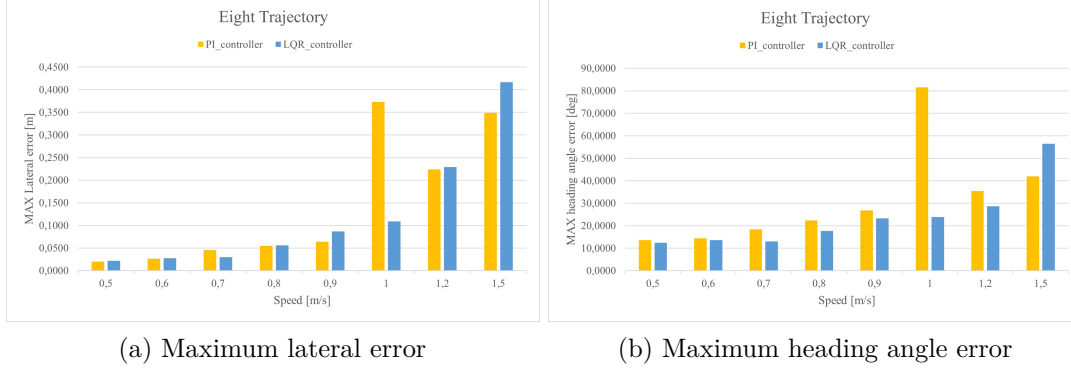 Eight Trajectory
PI_controller LQR_controller
0,4500
0,4000
0,3500
0,3000
0,2500
0,2000
0,1500
0,1000
0,0500
0,0000
MAX Lateral error [m]
0,5 0,6 0,7 0,8 0,9 1 1,2 1,5
Speed [m/s]
(a) Maximum lateral error
Eight Trajectory
PI_controller LQR_controller
90,0000
80,0000
70,0000
60,0000
50,0000
40,0000
30,0000
20,0000
10,0000
0,0000
MAX heading angle error [deg]
0,5 0,6 0,7 0,8 0,9 1 1,2 1,5
Speed [m/s]
(b) Maximum heading angle error